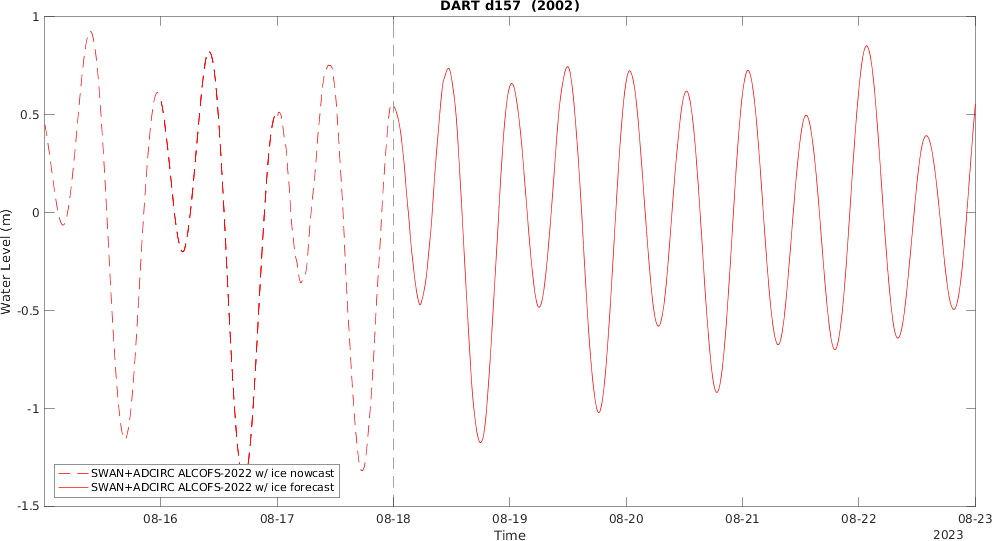 DART d157  (2002)
1
0.5
0
-0.5
-1
-1.5
Water Level (m)
SWAN+ADCIRC ALCOFS-2022 w/ ice nowcast
SWAN+ADCIRC ALCOFS-2022 w/ ice forecast
08-16 08-17 08-18 08-19 08-20 08-21 08-22 08-23
Time
2023